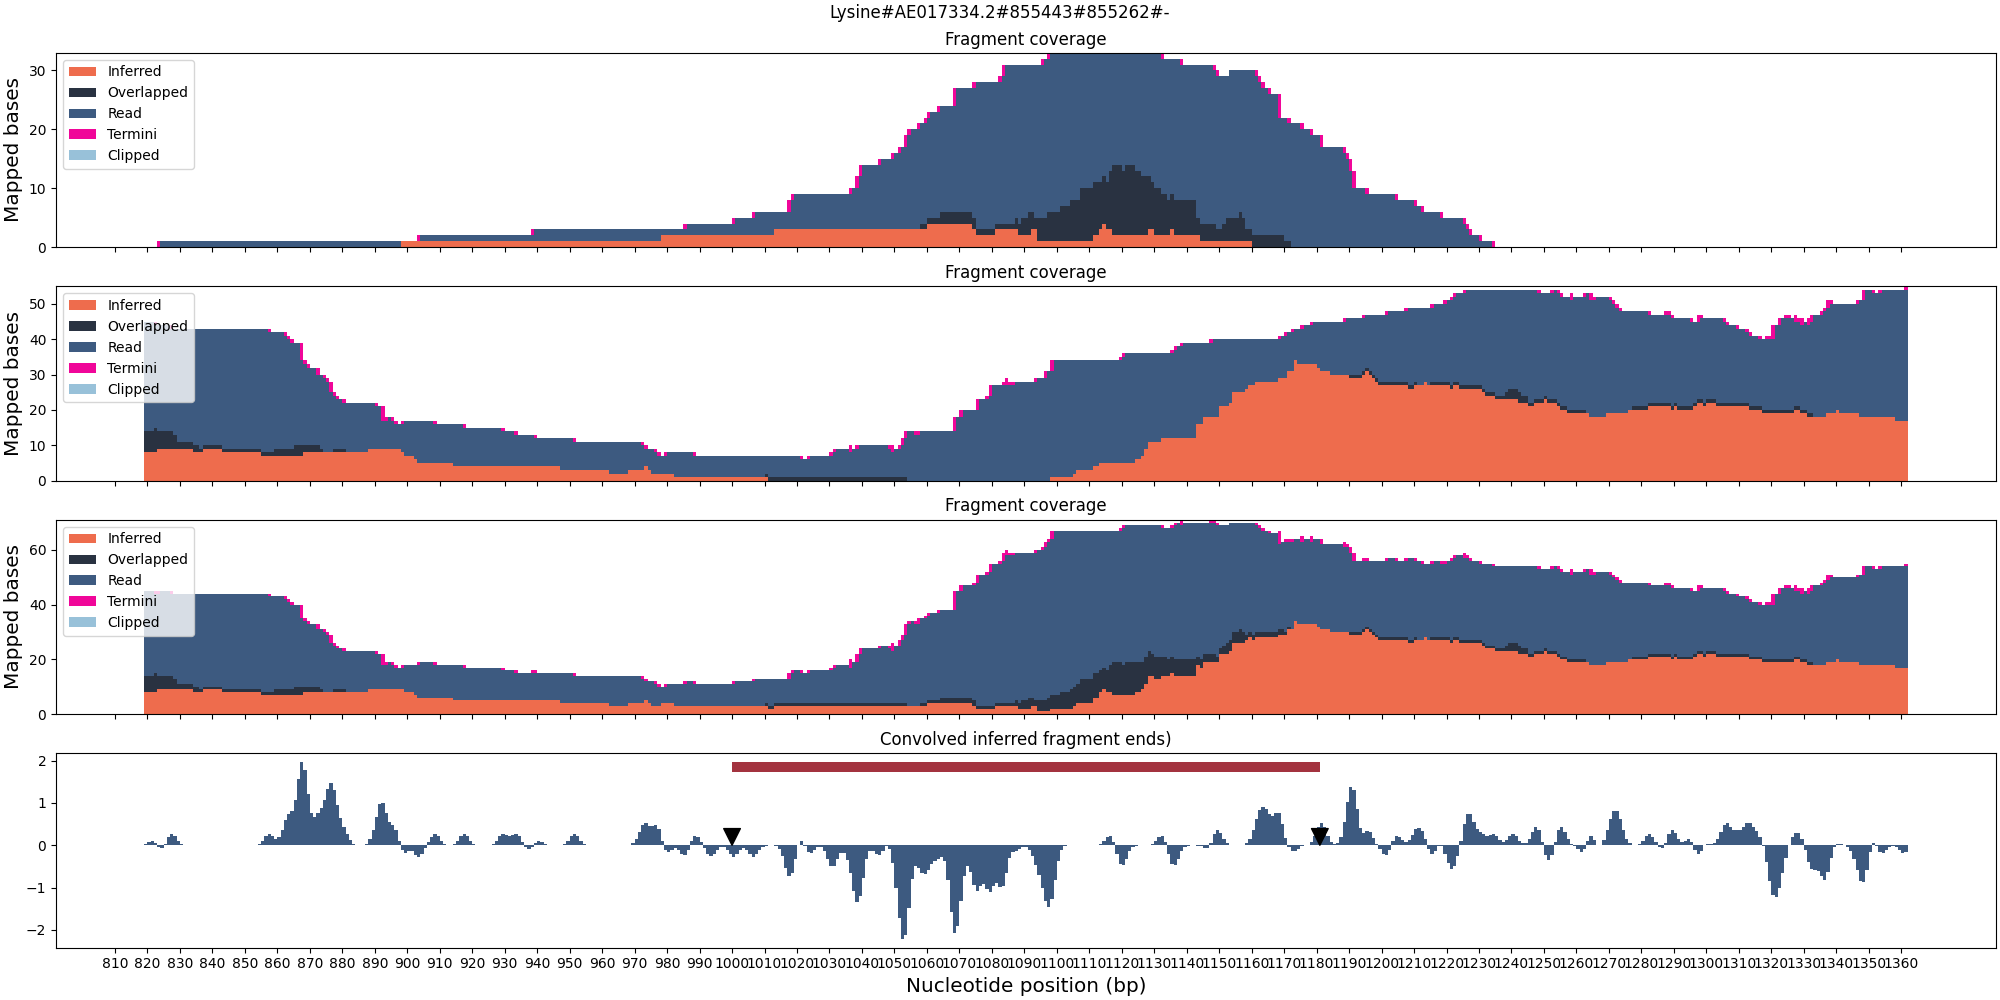 Lysine#AE017334.2#855443#855262#-
Fragment coverage
Mapped bases
30
20
10
0
Inferred
Overlapped
Read
Termini
Clipped
Fragment coverage
Mapped bases
50
40
30
20
10
0
Inferred
Overlapped
Read
Termini
Clipped
Fragment coverage
Mapped bases
60
40
20
0
Inferred
Overlapped
Read
Termini
Clipped
Convolved inferred fragment ends)
2
1
0
−1
−2
810 820 830 840 850 860 870 880 890 900 910 920 930 940 950 960 970 980 990 1000 1010 1020 1030 1040 1050 1060 1070 1080 1090 1100 1110 1120 1130 1140 1150 1160 1170 1180 1190 1200 1210 1220 1230 1240 1250 1260 1270 1280 1290 1300 1310 1320 1330 1340 1350 1360
Nucleotide position (bp)